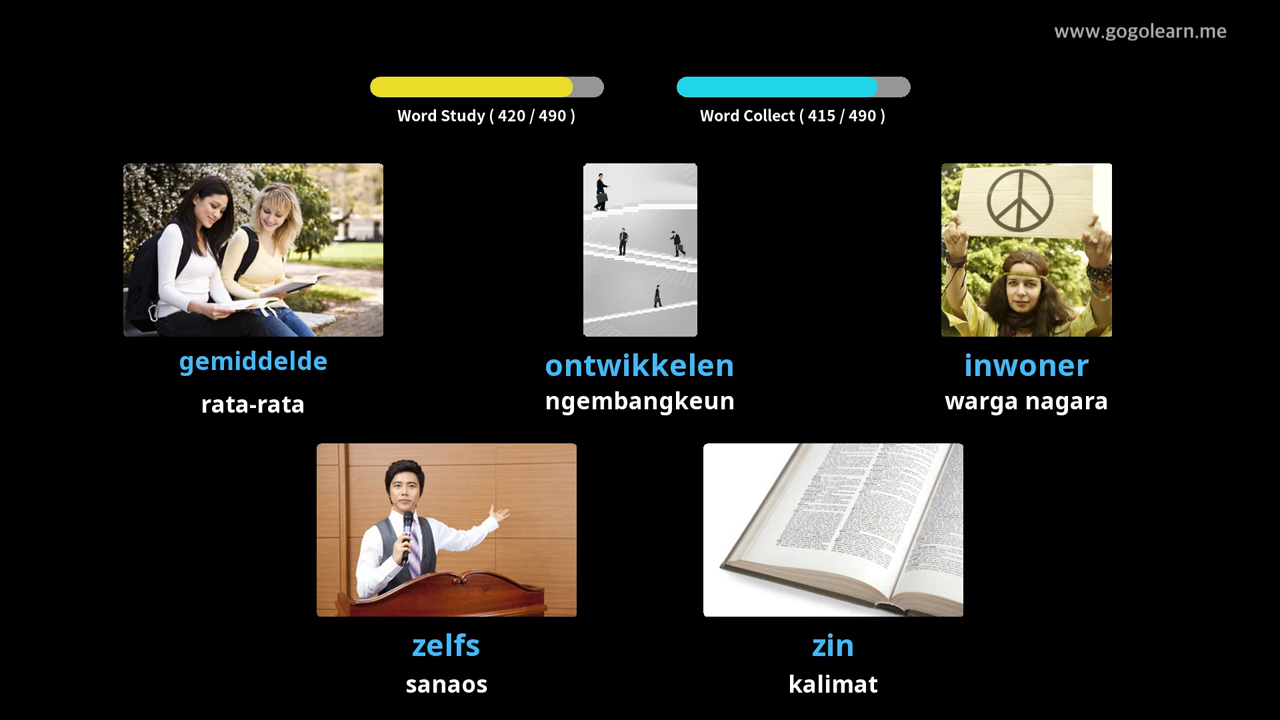 www.gogolearn.me
Word Study ( 420 / 490 )
Word Collect ( 415 / 490 )
gemiddelde
rata-rata
ontwikkelen
ngembangkeun
inwoner
warga nagara
zelfs
sanaos
zin
kalimat